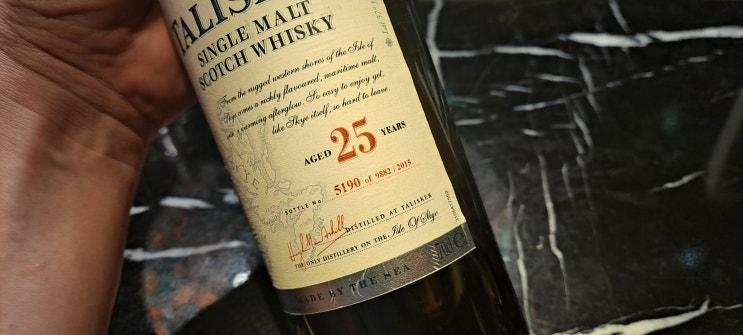 TALISKER
SINGLE MALT
SCOTCH WHISKY
From the rugged western shores of the Isle of
Skye comes a richly flavoured, maritime malt,
with a warming afterglow. So easy to enjoy yet,
like Skye itself, so hard to leave.
AGED 25 YEARS
BOTTLE No 5190 of 9882 / 2015
DISTILLED AT TALISKER
THE ONLY DISTILLERY ON THE Isle Of Skye
MADE BY THE SEA